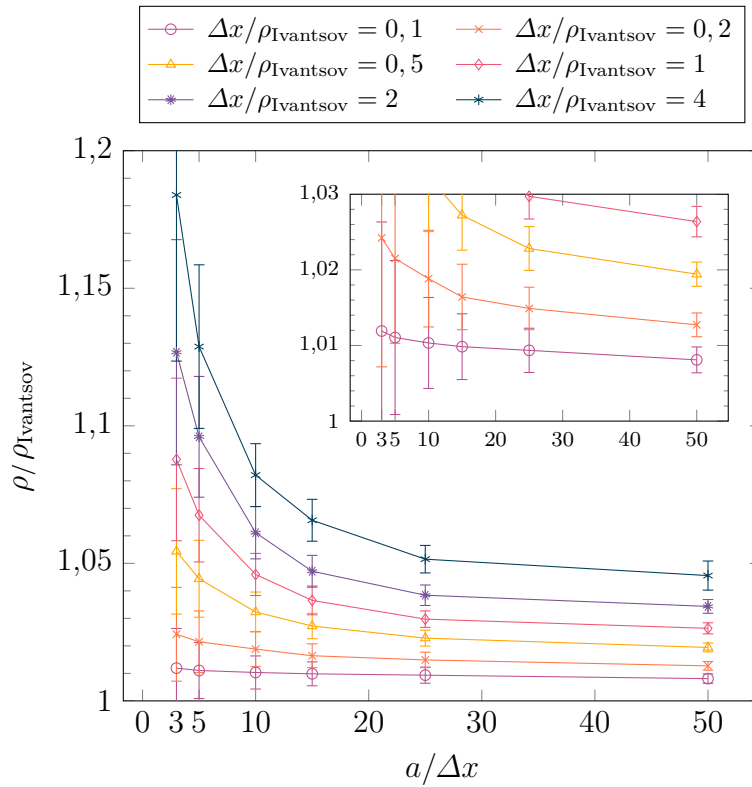 Δx/ρIvantsov = 0, 1 Δx/ρIvantsov = 0, 2
Δx/ρIvantsov = 0, 5 Δx/ρIvantsov = 1
Δx/ρIvantsov = 2 Δx/ρIvantsov = 4
1,2
1,15
1,1
1,05
1
ρ/ρIvantsov
1,03
1,02
1,01
1
0 3 5 10 20 30 40 50
0 3 5 10 20 30 40 50
a/Δx